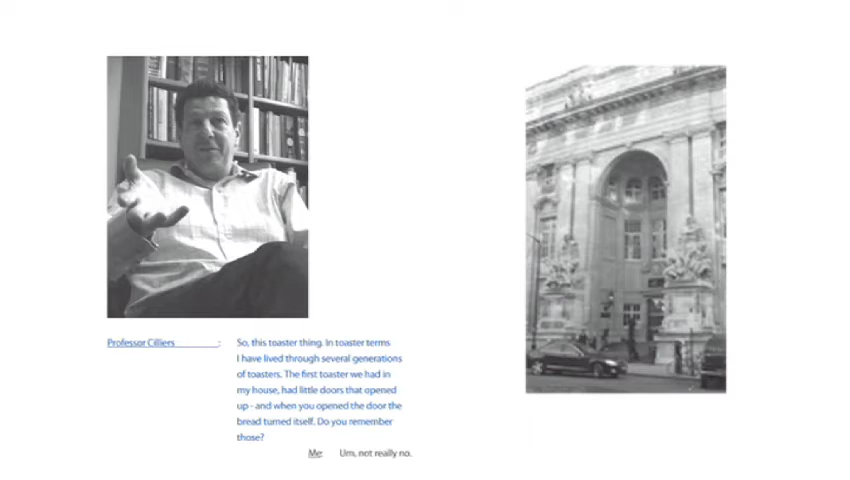 Professor Cilliers : So, this toaster thing. In toaster terms
I have lived through several generations
of toasters. The first toaster we had in
my house, had little doors that opened
up - and when you opened the door the
bread turned itself. Do you remember
those?
Me: Um, not really no.